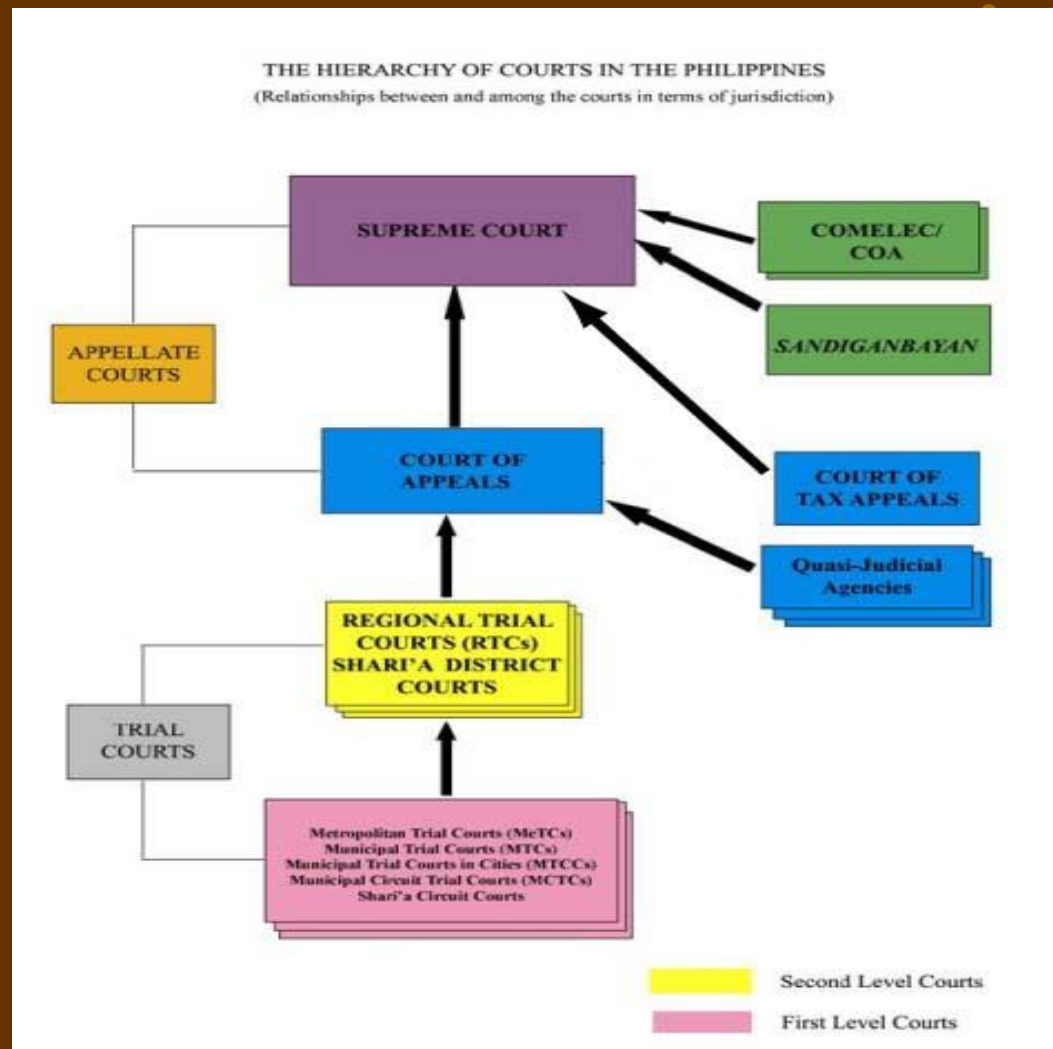 THE HIERARCHY OF COURTS IN THE PHILIPPINES
(Relationships between and among the courts in terms of jurisdiction)
SUPREME COURT
COMELEC/
COA
SANDIGANBAYAN
APPELLATE
COURTS
COURT OF
APPEALS
COURT OF
TAX APPEALS
Quasi-Judicial
Agencies
REGIONAL TRIAL
COURTS (RTCs)
SHARI'A DISTRICT
COURTS
TRIAL
COURTS
Metropolitan Trial Courts (MeTCs)
Municipal Trial Courts (MTCs)
Municipal Trial Courts in Cities (MTCCs)
Municipal Circuit Trial Courts (MCTCs)
Shari'a Circuit Courts
Second Level Courts
First Level Courts